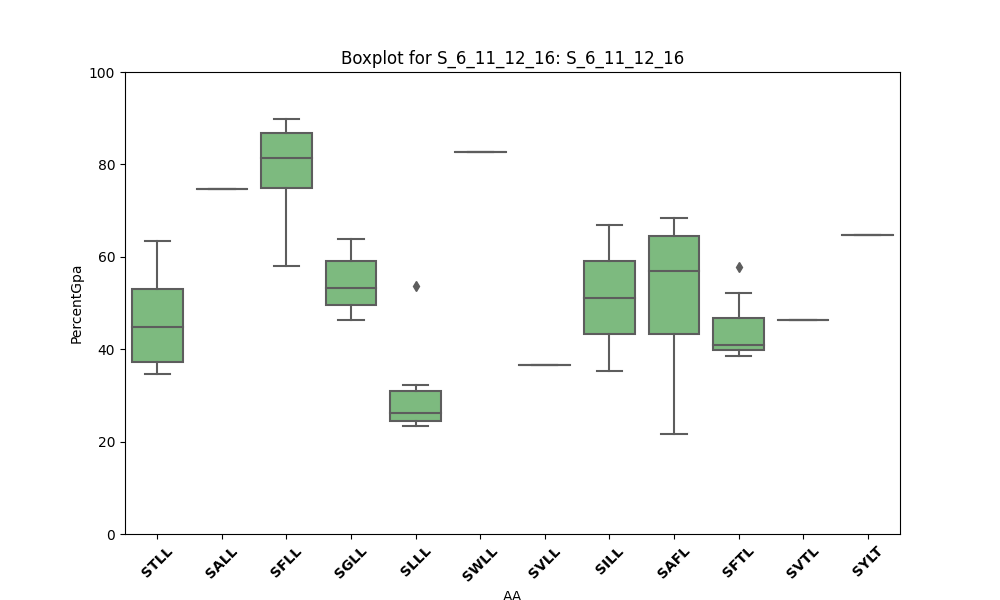 Boxplot for S_6_11_12_16: S_6_11_12_16
100
80
60
40
20
0
PercentGpa
STLL SALL SFLL SGLL SLLL SWLL SVLL SILL SAFL SFTL SVTL SYLT
AA